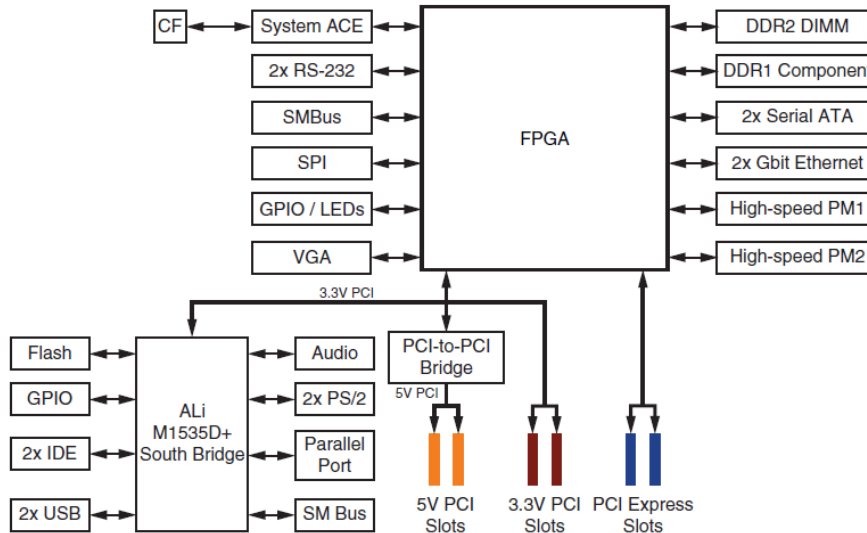 CF
System ACE
2x RS-232
SMBus
SPI
GPIO / LEDs
VGA
FPGA
DDR2 DIMM
DDR1 Componen
2x Serial ATA
2x Gbit Ethernet
High-speed PM1
High-speed PM2
3.3V PCI
Flash
GPIO
2x IDE
2x USB
ALi
M1535D+
South Bridge
Audio
2x PS/2
Parallel
Port
SM Bus
PCI-to-PCI
Bridge
5V PCI
5V PCI
Slots
3.3V PCI
Slots
PCI Express
Slots